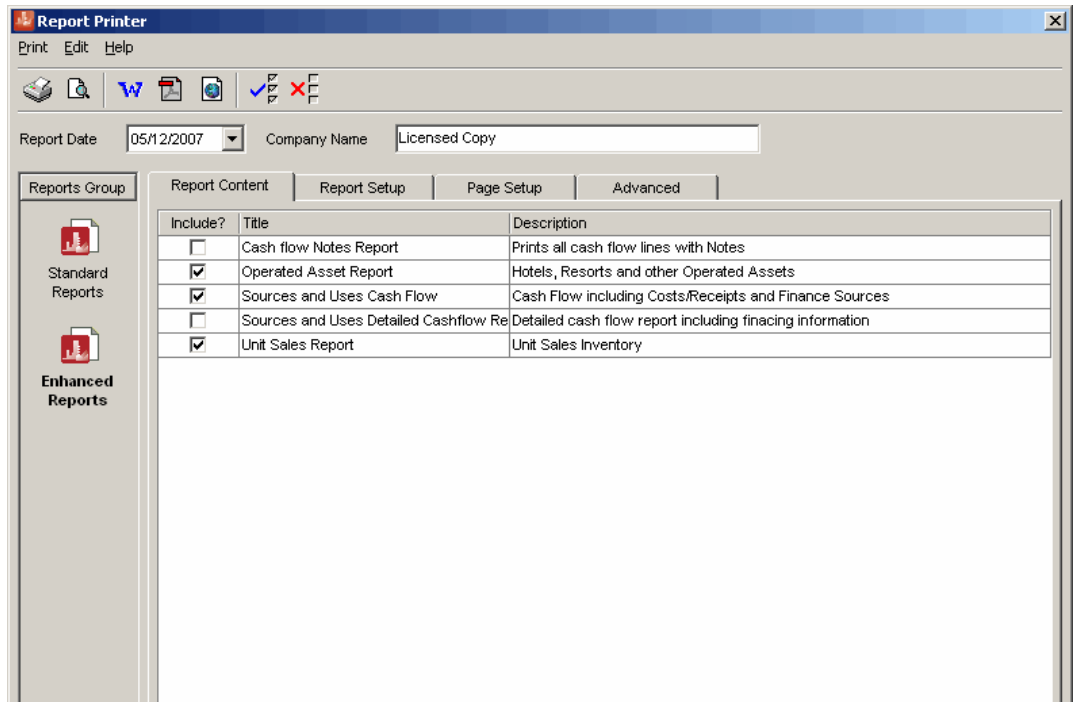 Report Printer
Print Edit Help
W
Report Date 05/12/2007 Company Name Licensed Copy
Reports Group Report Content Report Setup Page Setup Advanced
Include? Title Description
Cash flow Notes Report Prints all cash flow lines with Notes
Operated Asset Report Hotels, Resorts and other Operated Assets
Sources and Uses Cash Flow Cash Flow including Costs/Receipts and Finance Sources
Sources and Uses Detailed Cashflow Re Detailed cash flow report including finacing information
Unit Sales Report Unit Sales Inventory
Standard
Reports
Enhanced
Reports